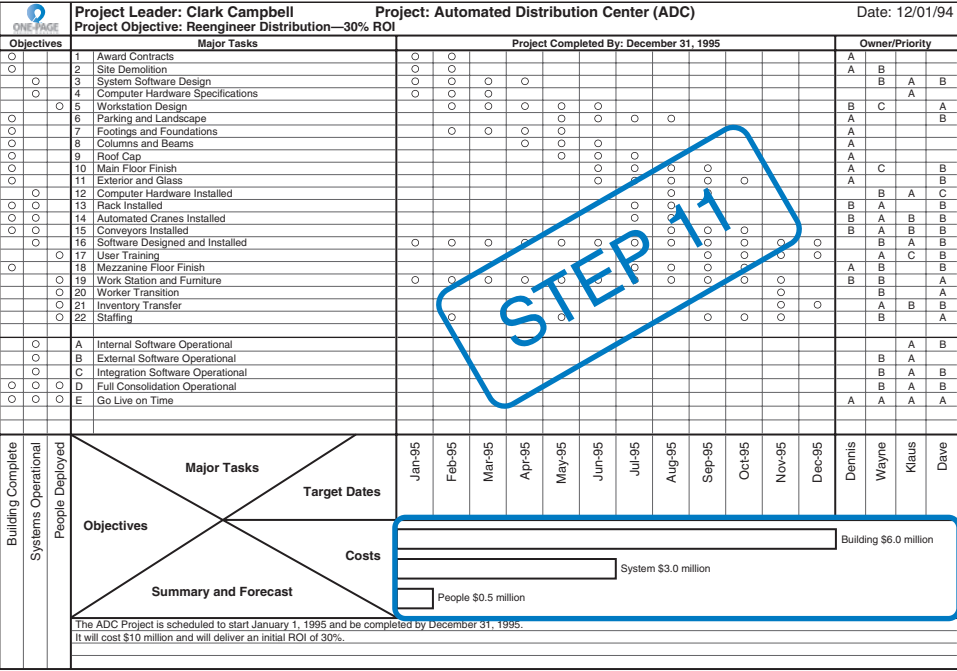 ONE-PAGE
Project Leader: Clark Campbell Project: Automated Distribution Center (ADC) Date: 12/01/94
Project Objective: Reengineer Distribution—30% ROI
Objectives Major Tasks Project Completed By: December 31, 1995 Owner/Priority
1 Award Contracts A
2 Site Demolition A B
3 System Software Design B A B
4 Computer Hardware Specifications A
5 Workstation Design B C A
6 Parking and Landscape A B
7 Footings and Foundations A
8 Columns and Beams A
9 Roof Cap A
10 Main Floor Finish A C B
11 Exterior and Glass A B
12 Computer Hardware Installed B A C
13 Rack Installed B A B
14 Automated Cranes Installed B A B B
15 Conveyors Installed B A B B
16 Software Designed and Installed B A B
17 User Training A C B
18 Mezzanine Floor Finish A B B
19 Work Station and Furniture B B A
20 Worker Transition B A
21 Inventory Transfer A B B
22 Staffing B A
STEP 11
A Internal Software Operational A B
B External Software Operational B A
C Integration Software Operational B A B
D Full Consolidation Operational B A B
E Go Live on Time A A A A
Building Complete
Systems Operational
People Deployed
Major Tasks
Target Dates
Objectives
Costs
Summary and Forecast
Jan-95
Feb-95
Mar-95
Apr-95
May-95
Jun-95
Jul-95
Aug-95
Sep-95
Oct-95
Nov-95
Dec-95
Dennis
Wayne
Klaus
Dave
Building $6.0 million
System $3.0 million
People $0.5 million
The ADC Project is scheduled to start January 1, 1995 and be completed by December 31, 1995.
It will cost $10 million and will deliver an initial ROI of 30%.